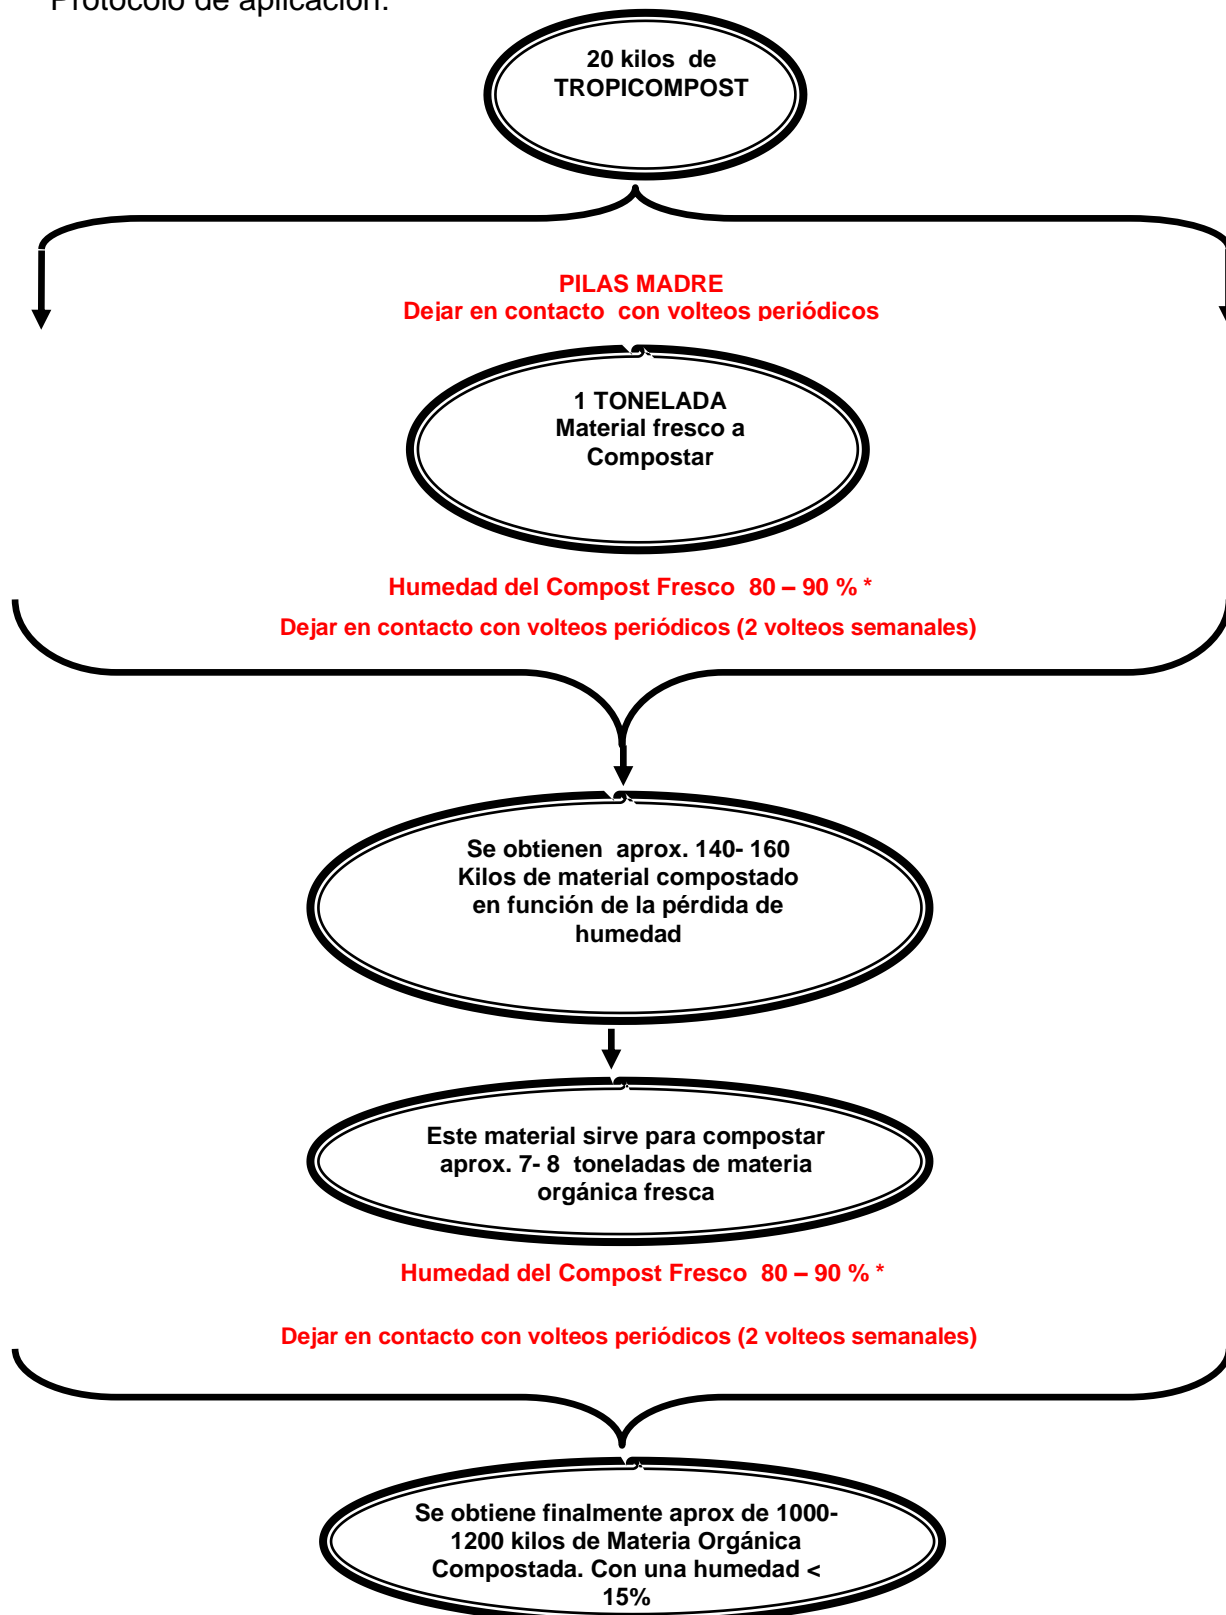 Protocolo de aplicación:
20 kilos de
TROPICOMPOST
PILAS MADRE
Dejar en contacto con volteos periódicos
1 TONELADA
Material fresco a
Compostar
Humedad del Compost Fresco 80 – 90 % *
Dejar en contacto con volteos periódicos (2 volteos semanales)
Se obtienen aprox. 140- 160
Kilos de material compostado
en función de la pérdida de
humedad
Este material sirve para compostar
aprox. 7- 8 toneladas de materia
orgánica fresca
Humedad del Compost Fresco 80 – 90 % *
Dejar en contacto con volteos periódicos (2 volteos semanales)
Se obtiene finalmente aprox de 1000-
1200 kilos de Materia Orgánica
Compostada. Con una humedad <
15%